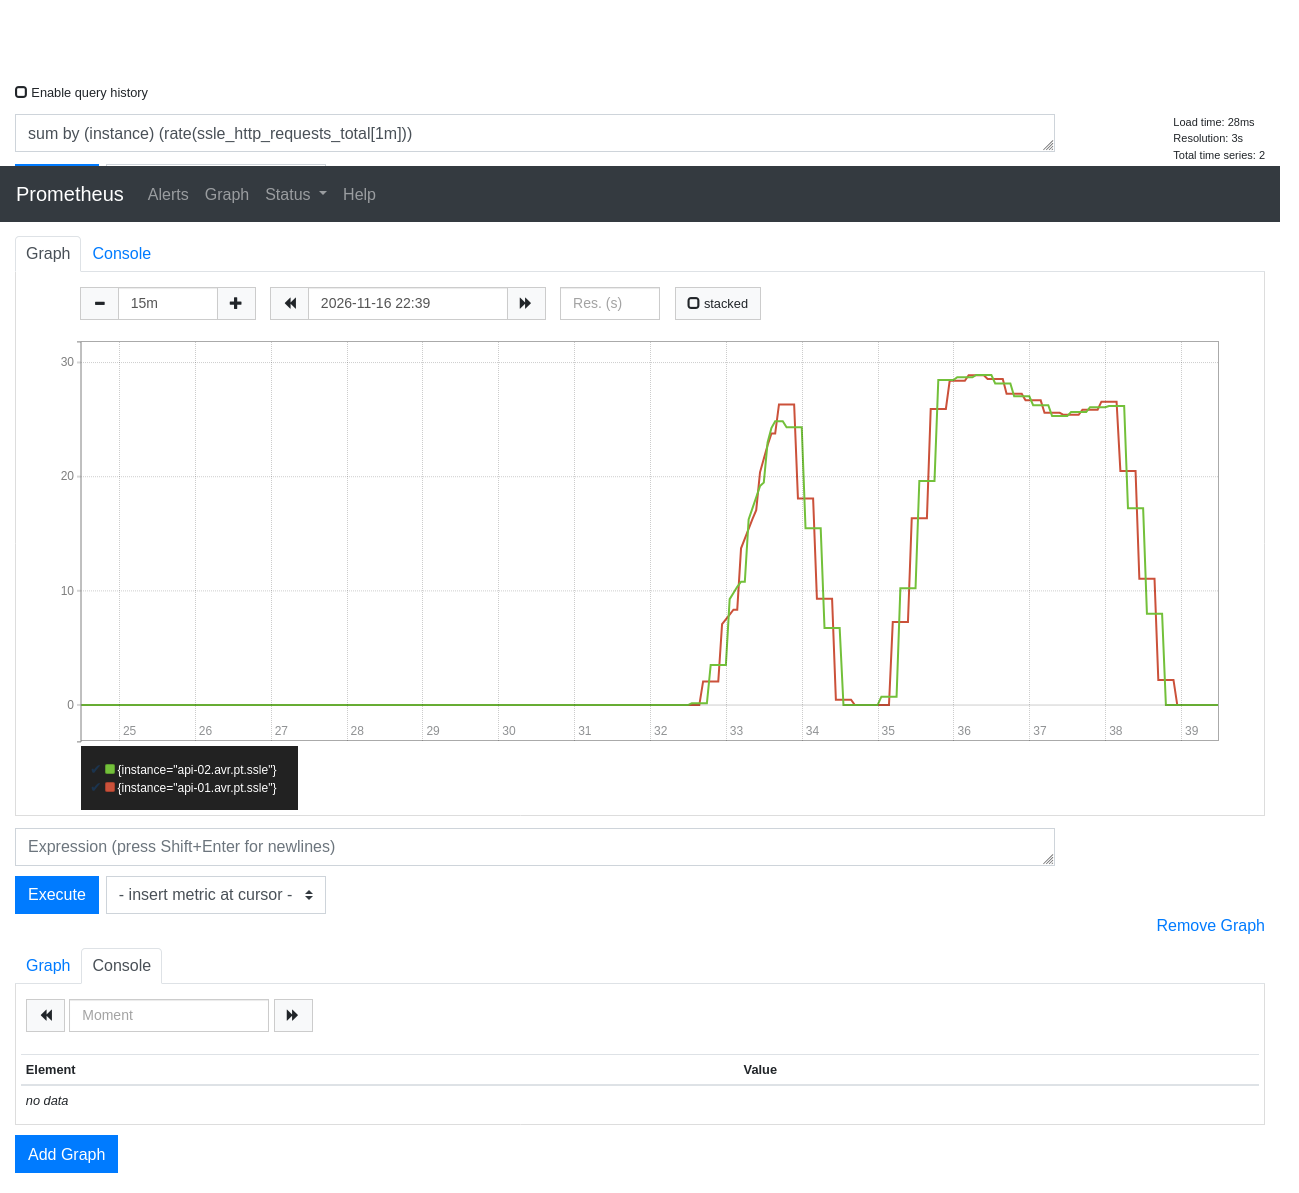 Enable query history
sum by (instance) (rate(ssle_http_requests_total[1m]))
Load time: 28ms
Resolution: 3s
Total time series: 2
Prometheus Alerts Graph Status Help
Graph Console
15m 2026-11-16 22:39 Res. (s) stacked
30
20
10
0
25 26 27 28 29 30 31 32 33 34 35 36 37 38 39
{instance="api-02.avr.pt.ssle"}
{instance="api-01.avr.pt.ssle"}
Expression (press Shift+Enter for newlines)
Execute - insert metric at cursor -
Remove Graph
Graph Console
Moment
Element Value
no data
Add Graph